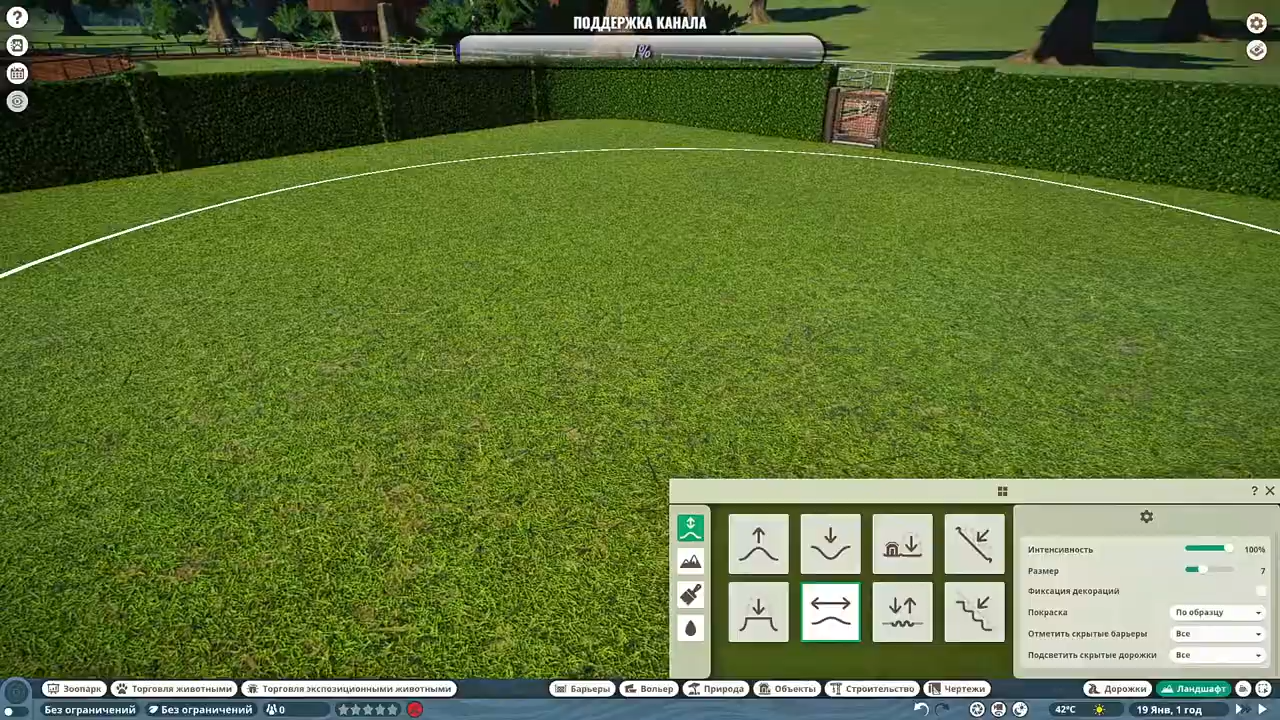 ПОДДЕРЖКА КАНАЛА
%
?
? ×
Интенсивность 100%
Размер 7
Фиксация декораций
Покраска По образцу
Отметить скрытые барьеры Все
Подсветить скрытые дорожки Все
Зоопарк Торговля животными Торговля экспозиционными животными Барьеры Вольер Природа Объекты Строительство Чертежи Дорожки Ландшафт
Без ограничений Без ограничений 0 42°C 19 Янв, 1 год